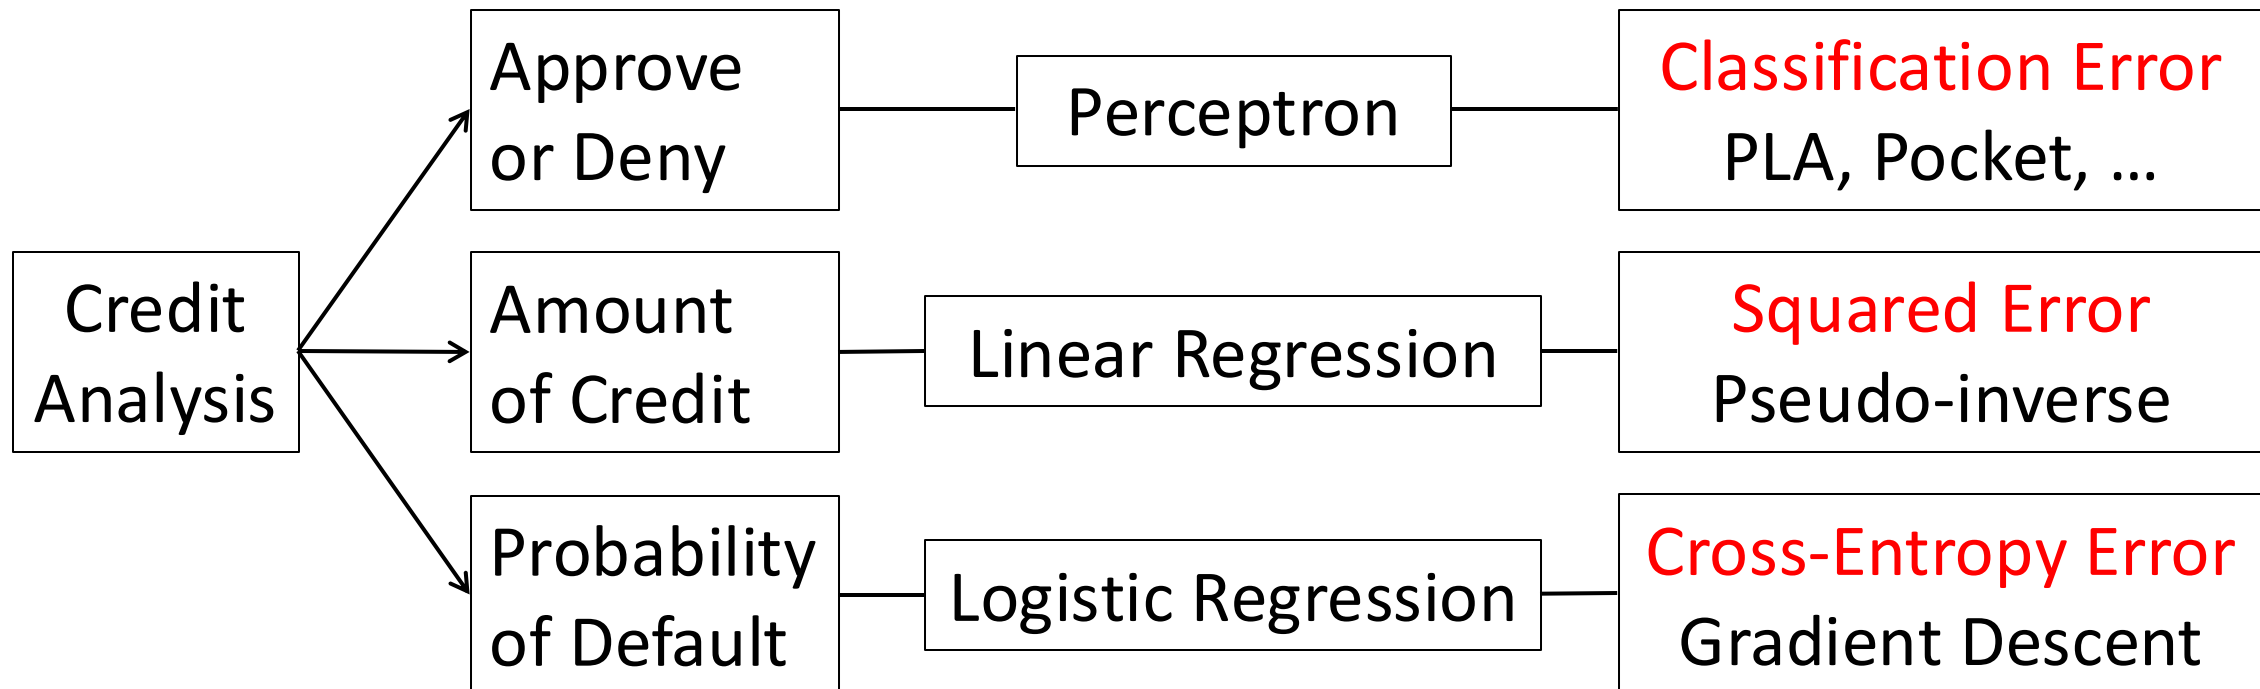 Credit
Analysis
Approve
or Deny
Perceptron
Classification Error
PLA, Pocket, ...
Amount
of Credit
Linear Regression
Squared Error
Pseudo-inverse
Probability
of Default
Logistic Regression
Cross-Entropy Error
Gradient Descent